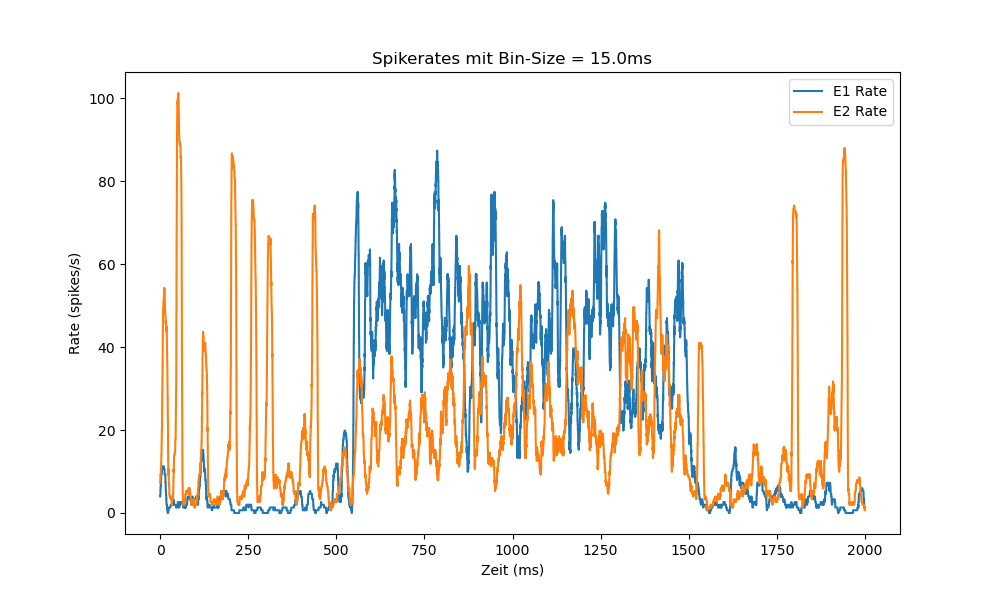 Spikerates mit Bin-Size = 15.0ms
E1 Rate
E2 Rate
100
80
60
40
20
0
Rate (spikes/s)
0 250 500 750 1000 1250 1500 1750 2000
Zeit (ms)